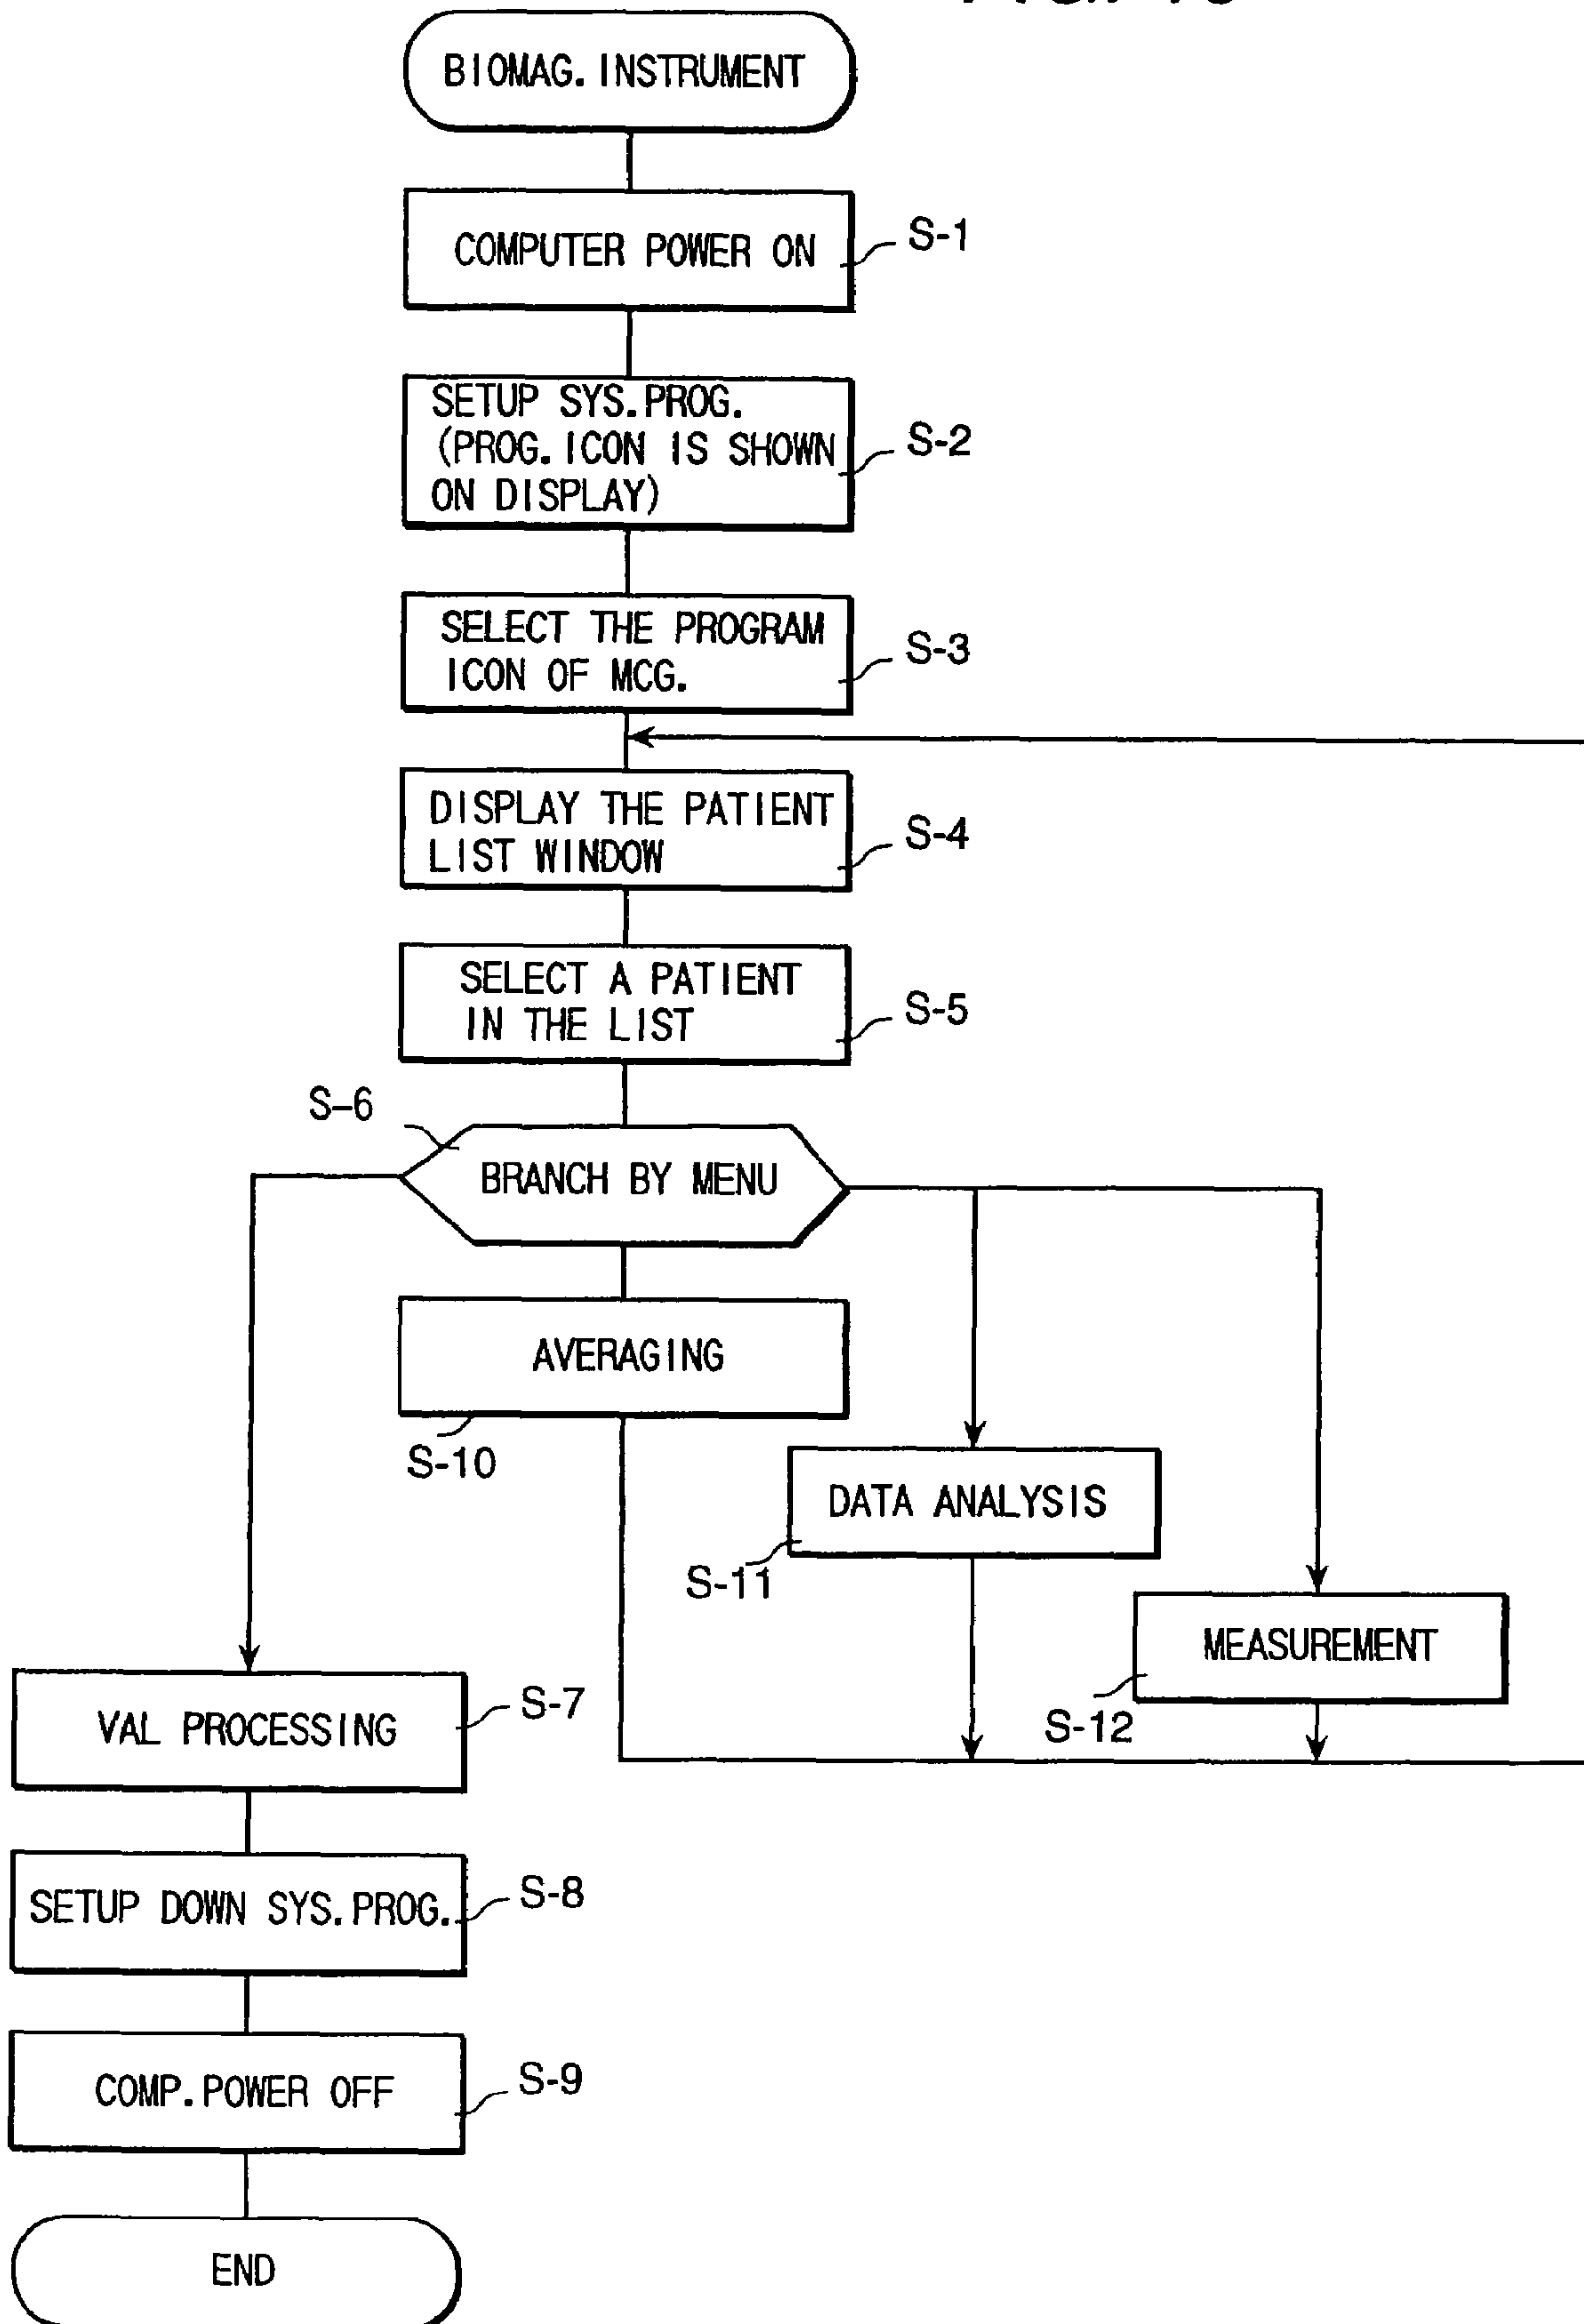 BIOMAG. INSTRUMENT
COMPUTER POWER ON
S-1
SETUP SYS.PROG.
(PROG.ICON IS SHOWN
ON DISPLAY)
S-2
SELECT THE PROGRAM
ICON OF MCG.
S-3
DISPLAY THE PATIENT
LIST WINDOW
S-4
SELECT A PATIENT
IN THE LIST
S-5
S-6
BRANCH BY MENU
AVERAGING
S-10
DATA ANALYSIS
S-11
MEASUREMENT
S-12
VAL PROCESSING
S-7
SETUP DOWN SYS.PROG.
S-8
COMP.POWER OFF
S-9
END